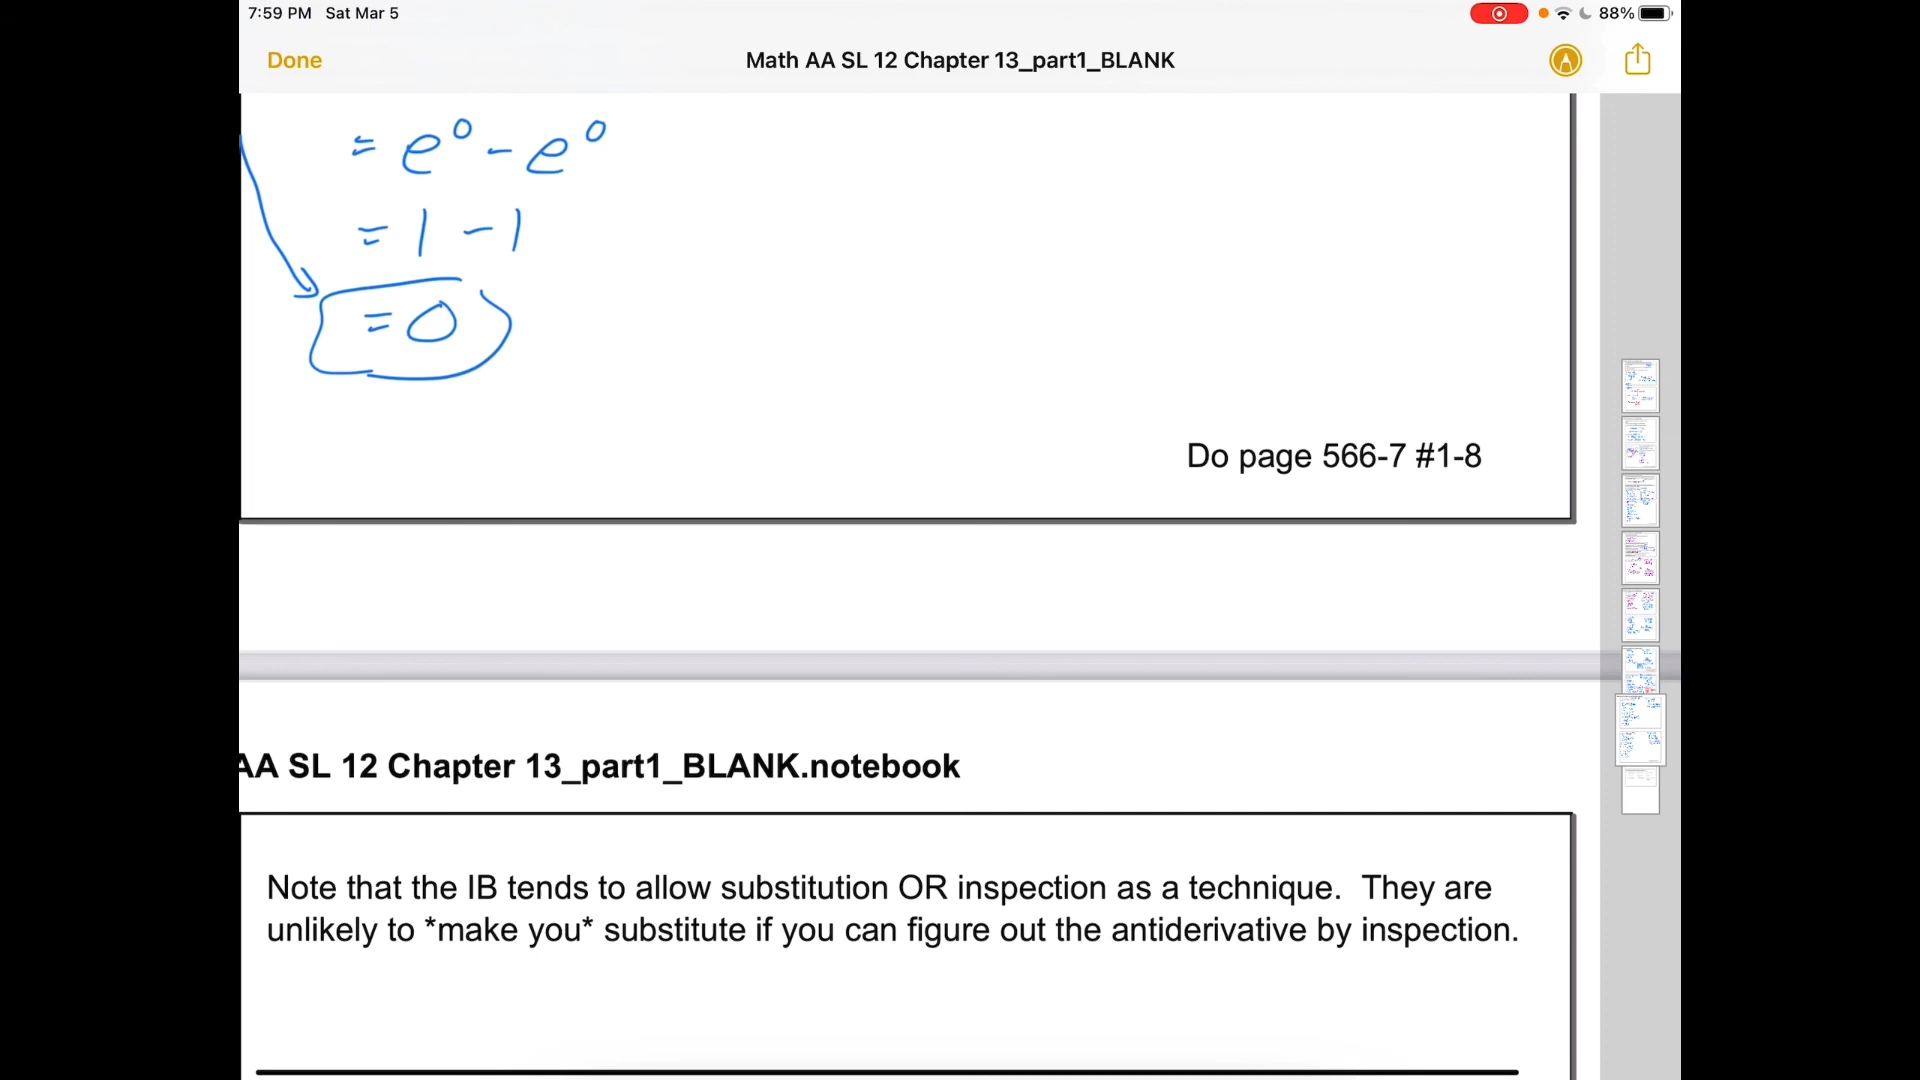 7:59 PM Sat Mar 5
88%
Done
Math AA SL 12 Chapter 13_part1_BLANK
= e⁰ - e⁰
= 1 - 1
= 0
Do page 566-7 #1-8
AA SL 12 Chapter 13_part1_BLANK.notebook
Note that the IB tends to allow substitution OR inspection as a technique. They are
unlikely to *make you* substitute if you can figure out the antiderivative by inspection.